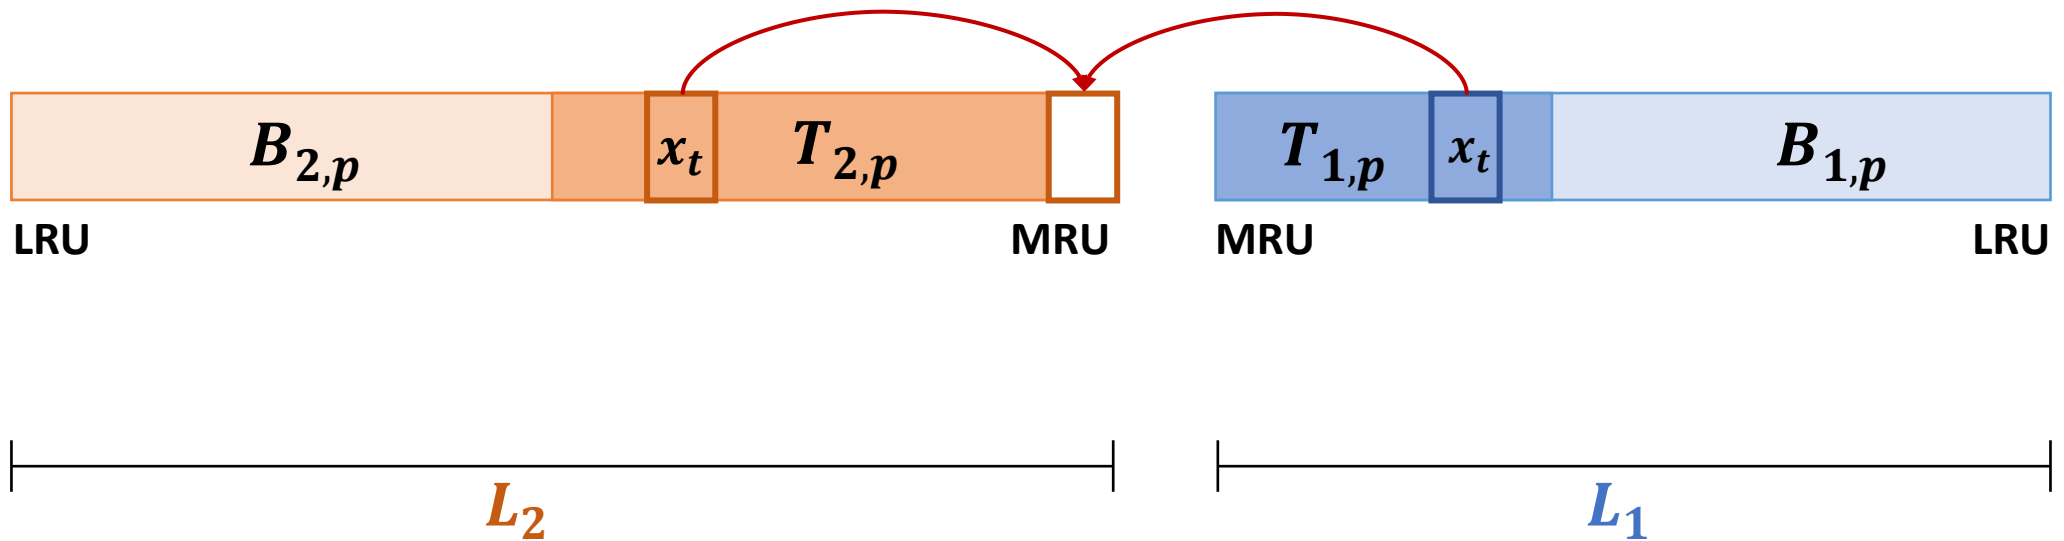 B2,p xt T2,p T1,p xt B1,p
LRU MRU MRU LRU
L2 L1